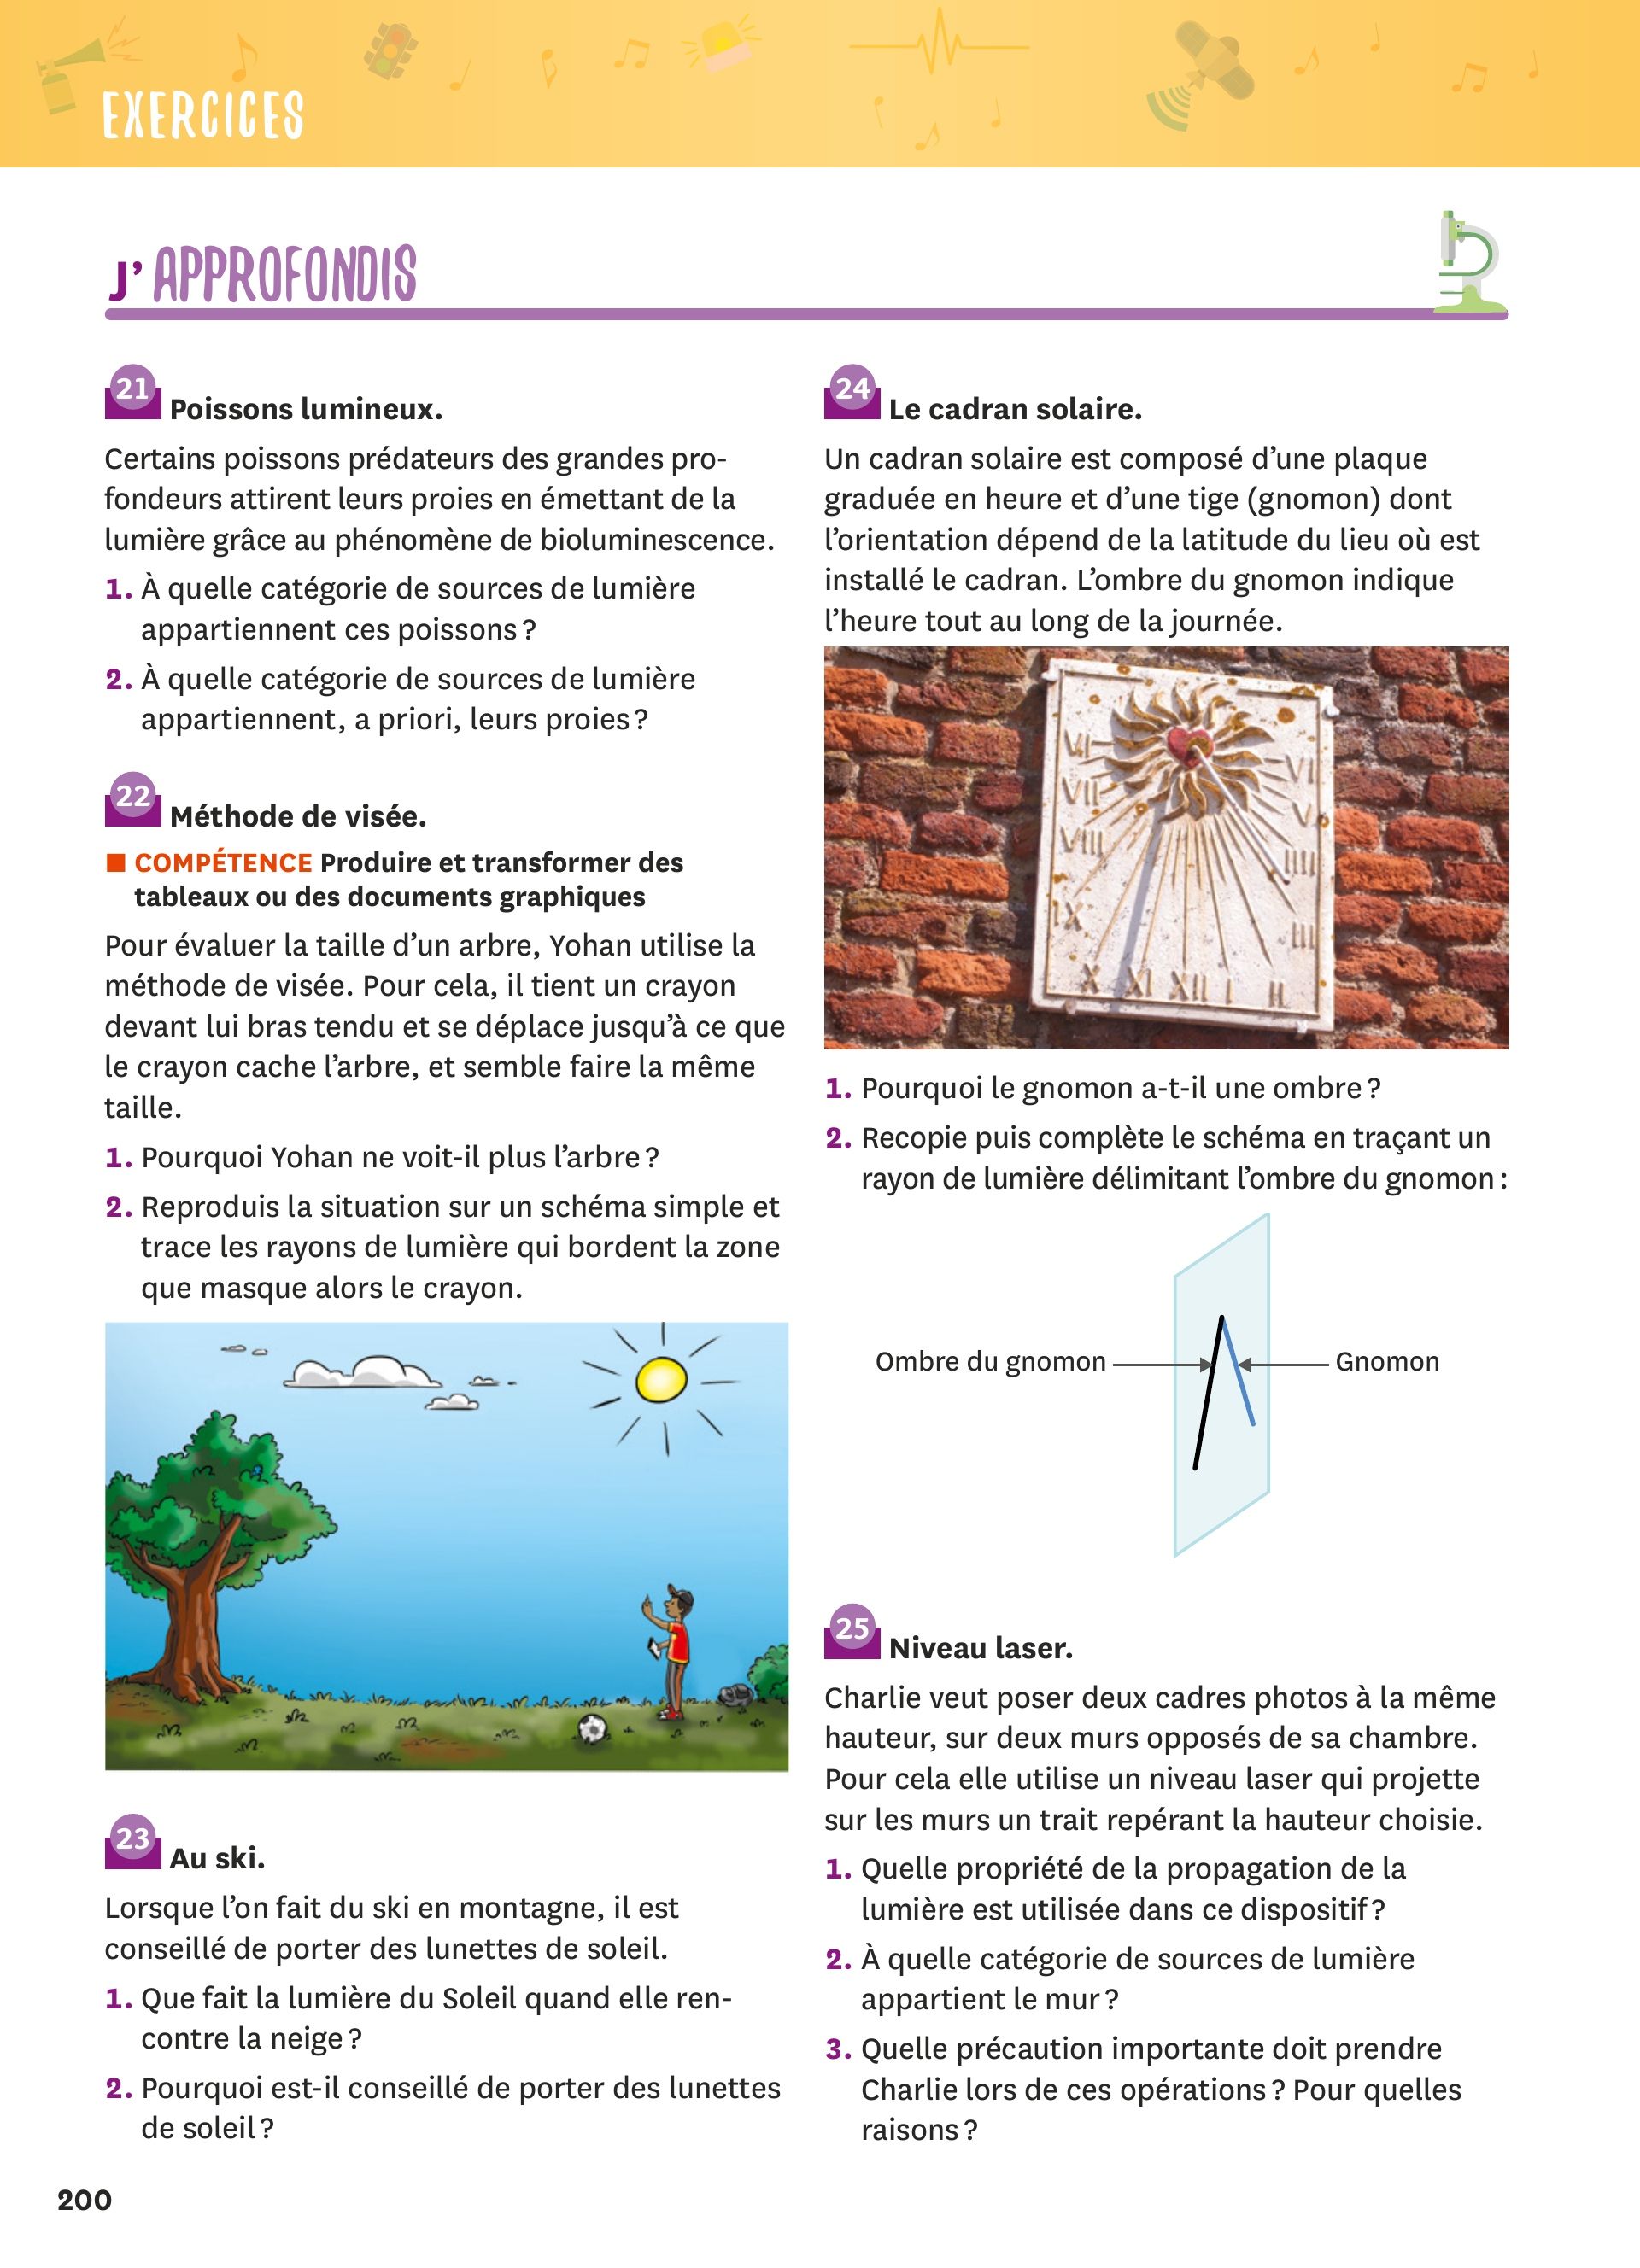 EXERCICES
J'APPROFONDIS
21 Poissons lumineux.
Certains poissons prédateurs des grandes pro-
fondeurs attirent leurs proies en émettant de la
lumière grâce au phénomène de bioluminescence.
1. À quelle catégorie de sources de lumière
appartiennent ces poissons ?
2. À quelle catégorie de sources de lumière
appartiennent, a priori, leurs proies ?
22 Méthode de visée.
COMPÉTENCE Produire et transformer des
tableaux ou des documents graphiques
Pour évaluer la taille d'un arbre, Yohan utilise la
méthode de visée. Pour cela, il tient un crayon
devant lui bras tendu et se déplace jusqu'à ce que
le crayon cache l'arbre, et semble faire la même
taille.
1. Pourquoi Yohan ne voit-il plus l'arbre ?
2. Reproduis la situation sur un schéma simple et
trace les rayons de lumière qui bordent la zone
que masque alors le crayon.
23 Au ski.
Lorsque l'on fait du ski en montagne, il est
conseillé de porter des lunettes de soleil.
1. Que fait la lumière du Soleil quand elle ren-
contre la neige ?
2. Pourquoi est-il conseillé de porter des lunettes
de soleil ?
24 Le cadran solaire.
Un cadran solaire est composé d'une plaque
graduée en heure et d'une tige (gnomon) dont
l'orientation dépend de la latitude du lieu où est
installé le cadran. L'ombre du gnomon indique
l'heure tout au long de la journée.
VI VI
VII V
VIII IIII
IX III
X XI XII I II
1. Pourquoi le gnomon a-t-il une ombre ?
2. Recopie puis complète le schéma en traçant un
rayon de lumière délimitant l'ombre du gnomon :
Ombre du gnomon Gnomon
25 Niveau laser.
Charlie veut poser deux cadres photos à la même
hauteur, sur deux murs opposés de sa chambre.
Pour cela elle utilise un niveau laser qui projette
sur les murs un trait repérant la hauteur choisie.
1. Quelle propriété de la propagation de la
lumière est utilisée dans ce dispositif ?
2. À quelle catégorie de sources de lumière
appartient le mur ?
3. Quelle précaution importante doit prendre
Charlie lors de ces opérations ? Pour quelles
raisons ?
200